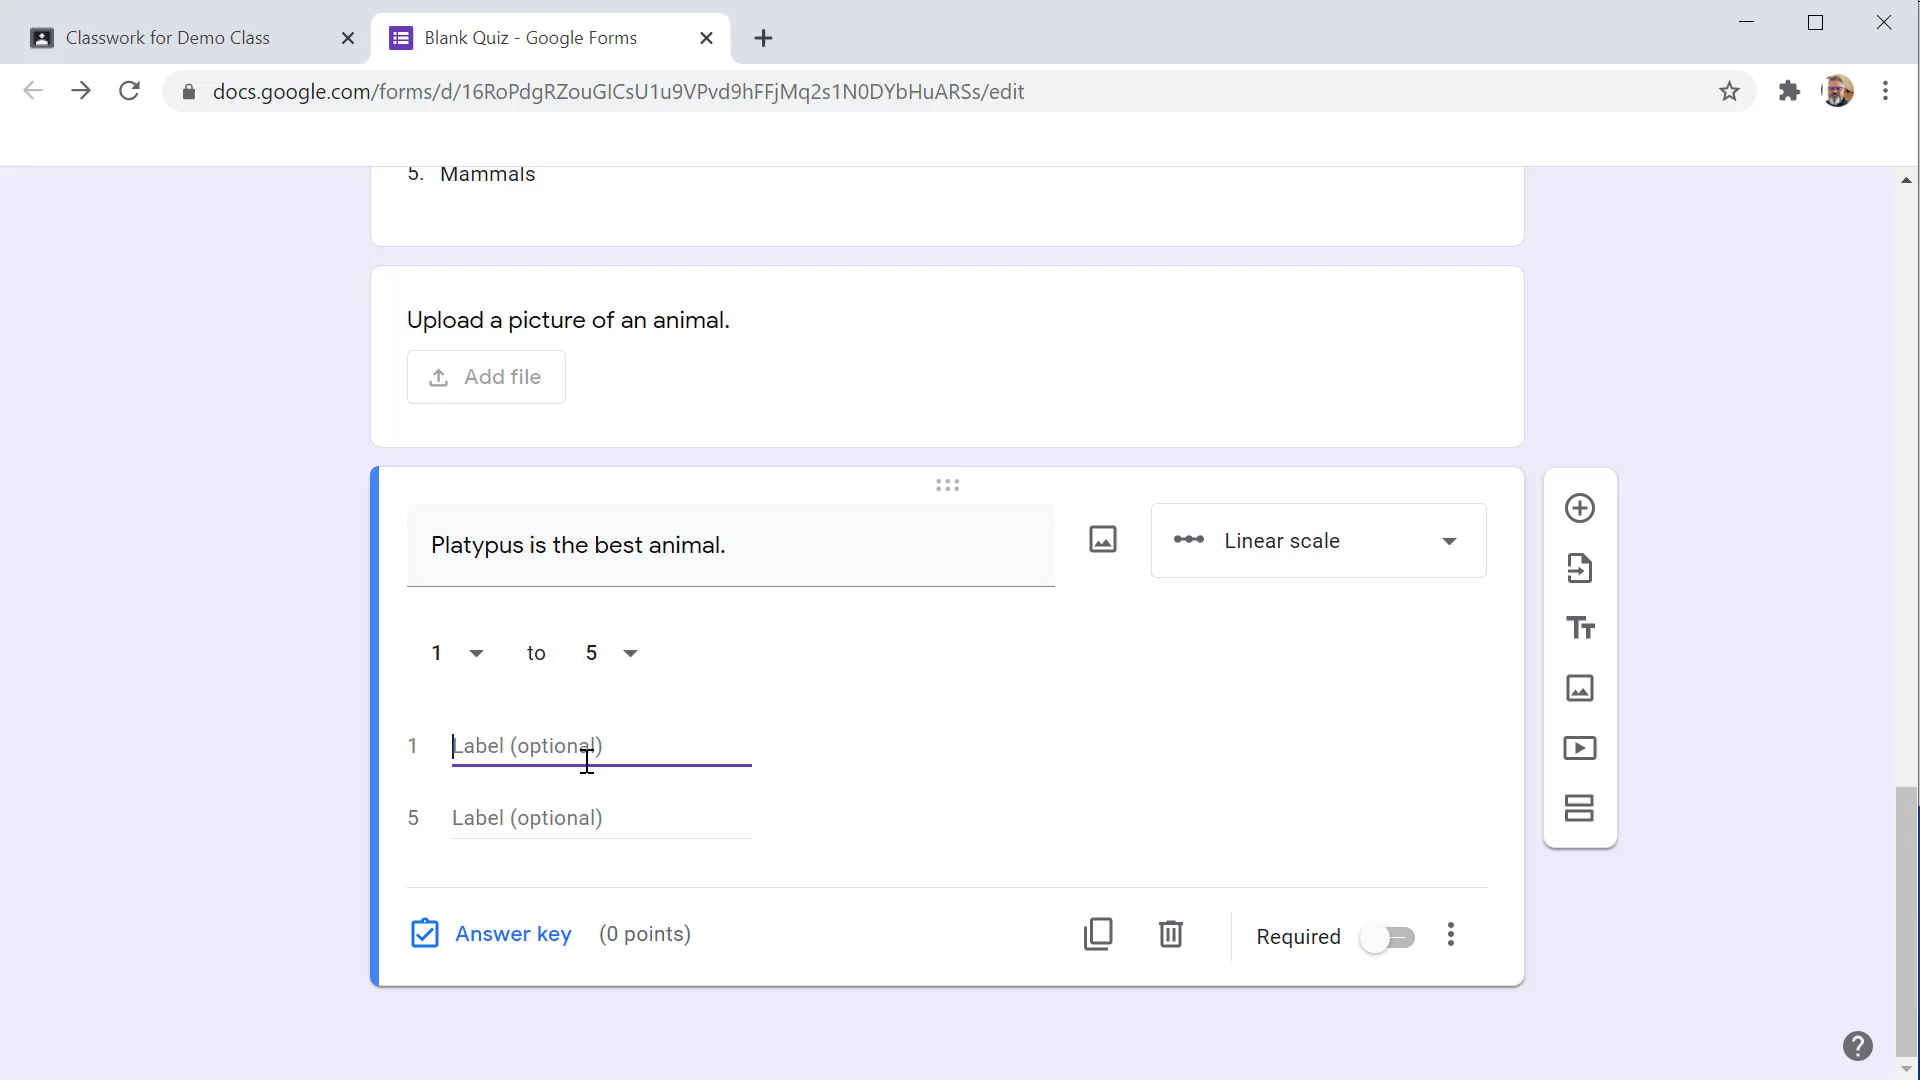 Classwork for Demo Class
Blank Quiz - Google Forms
docs.google.com/forms/d/16RoPdgRZouGICsU1u9VPvd9hFFjMq2s1N0DYbHuARSs/edit
5. Mammals
Upload a picture of an animal.
Add file
Platypus is the best animal.
Linear scale
1 to 5
1 Label (optional)
5 Label (optional)
Answer key (0 points)
Required